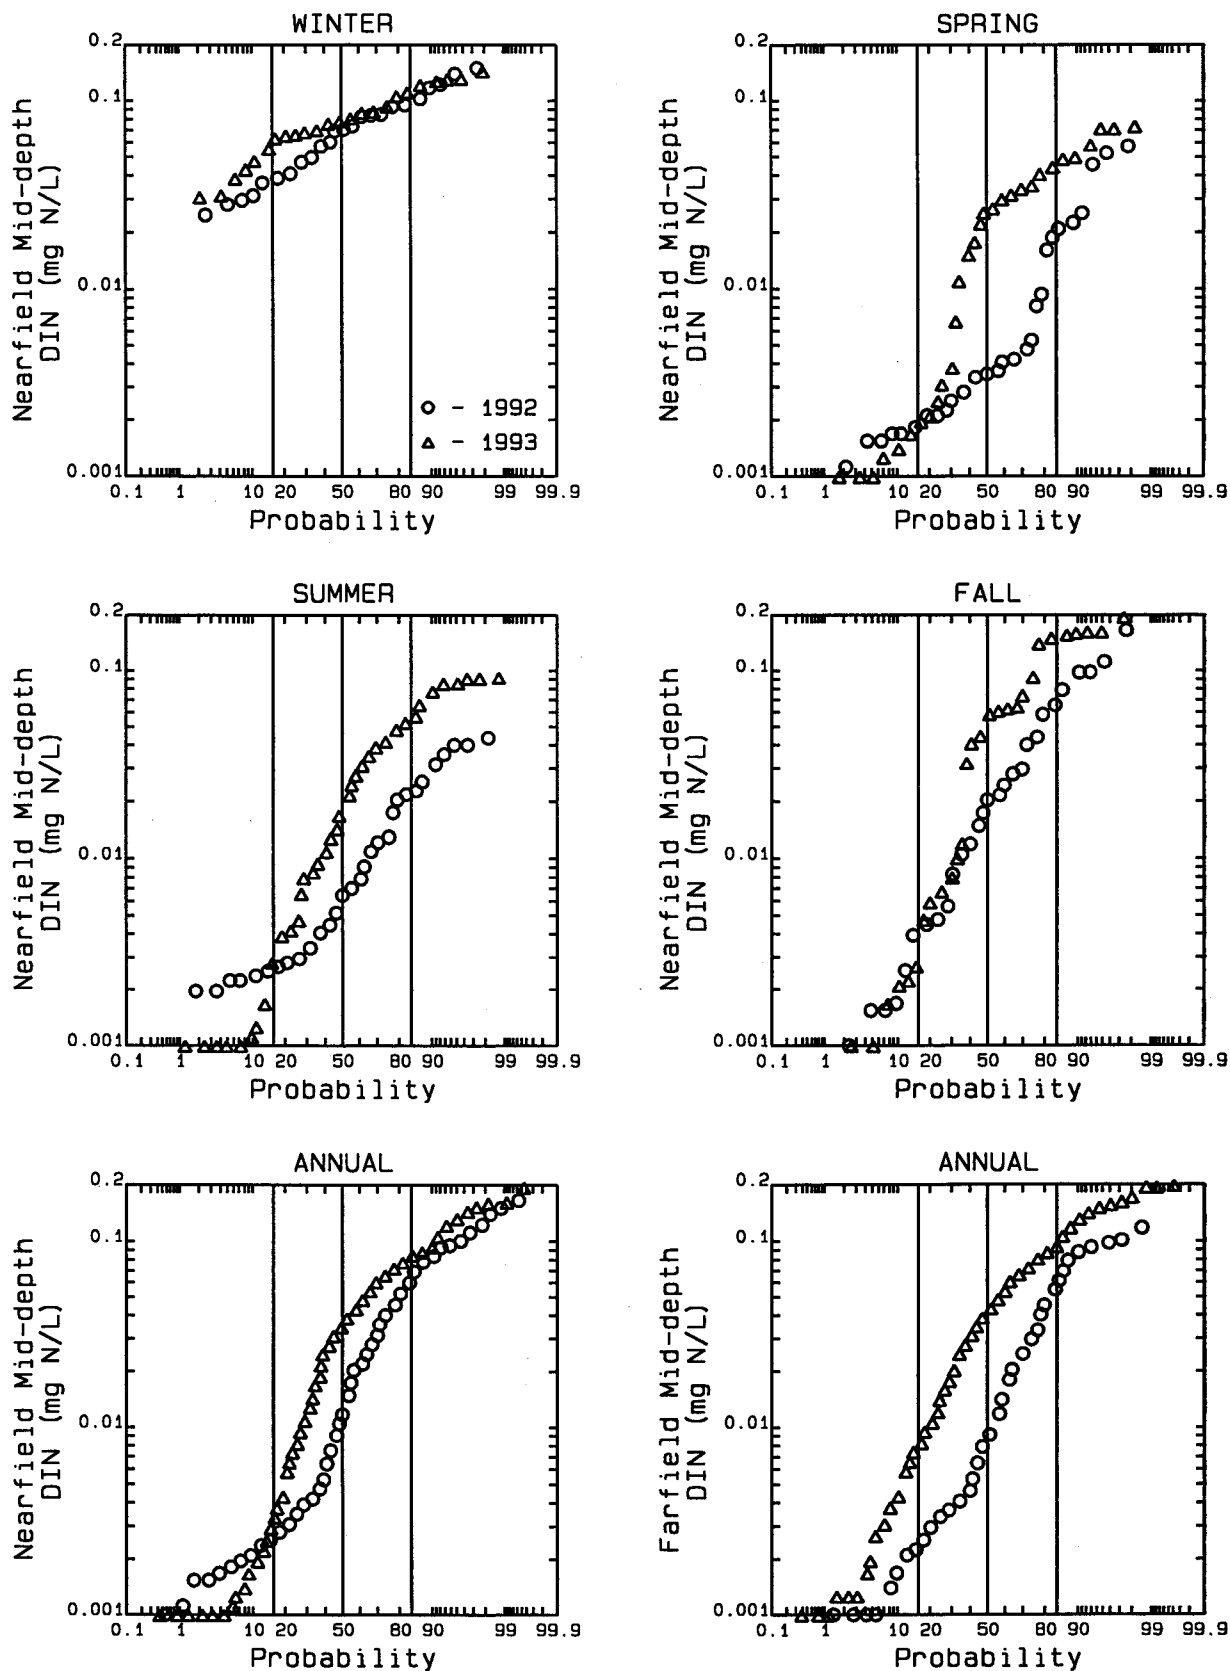 WINTER
0.2
0.1
0.01
0.001
Nearfield Mid-depth
DIN (mg N/L)
○ - 1992
△ - 1993
0.1 1 10 20 50 80 90 99 99.9
Probability
SPRING
0.2
0.1
0.01
0.001
Nearfield Mid-depth
DIN (mg N/L)
0.1 1 10 20 50 80 90 99 99.9
Probability
SUMMER
0.2
0.1
0.01
0.001
Nearfield Mid-depth
DIN (mg N/L)
0.1 1 10 20 50 80 90 99 99.9
Probability
FALL
0.2
0.1
0.01
0.001
Nearfield Mid-depth
DIN (mg N/L)
0.1 1 10 20 50 80 90 99 99.9
Probability
ANNUAL
0.2
0.1
0.01
0.001
Nearfield Mid-depth
DIN (mg N/L)
0.1 1 10 20 50 80 90 99 99.9
Probability
ANNUAL
0.2
0.1
0.01
0.001
Farfield Mid-depth
DIN (mg N/L)
0.1 1 10 20 50 80 90 99 99.9
Probability